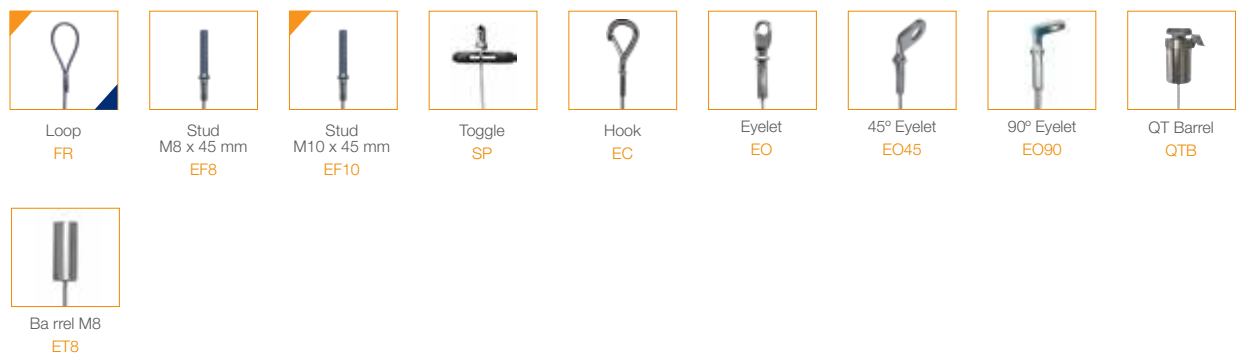 Loop
FR
Stud
M8 x 45 mm
EF8
Stud
M10 x 45 mm
EF10
Toggle
SP
Hook
EC
Eyelet
EO
45º Eyelet
EO45
90º Eyelet
EO90
QT Barrel
QTB
Ba rrel M8
ET8